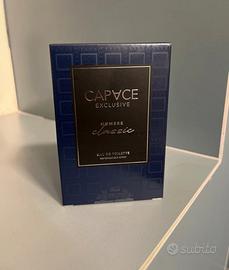 CAPACE
EXCLUSIVE
HOMBRE
classic
EAU DE TOILETTE
subito